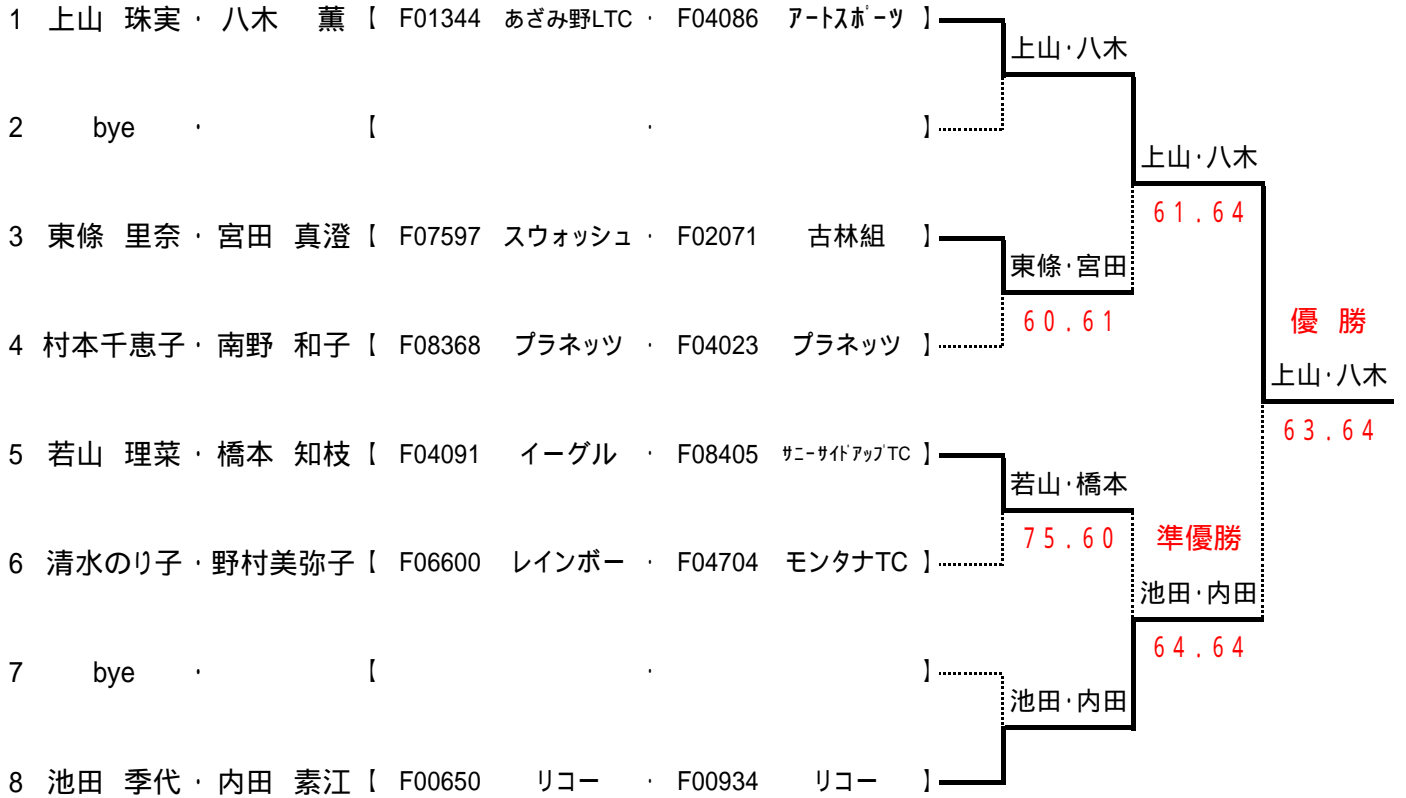 1 上山 珠実 · 八木 薫 【 F01344 あざみ野LTC · F04086 アートスポーツ 】
上山·八木
2 bye · 【 · 】
上山·八木
61.64
3 東條 里奈 · 宮田 真澄 【 F07597 スウォッシュ · F02071 古林組 】
東條·宮田
60.61
優 勝
4 村本千恵子 · 南野 和子 【 F08368 プラネッツ · F04023 プラネッツ 】
上山·八木
63.64
5 若山 理菜 · 橋本 知枝 【 F04091 イーグル · F08405 サニーサイドアップTC 】
若山·橋本
75.60
準優勝
6 清水のり子 · 野村美弥子 【 F06600 レインボー · F04704 モンタナTC 】
池田·内田
64.64
7 bye · 【 · 】
池田·内田
8 池田 季代 · 内田 素江 【 F00650 リコー · F00934 リコー 】